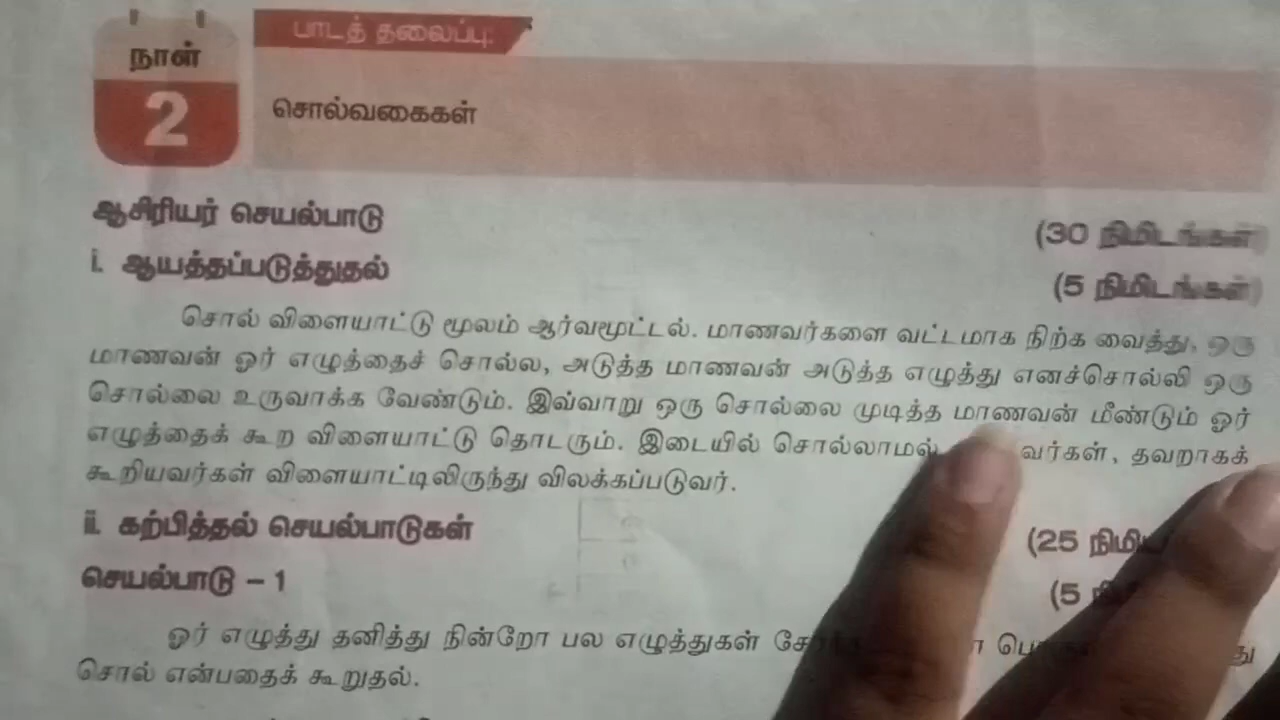 நாள்
2
பாடத் தலைப்பு:
சொல்வகைகள்
ஆசிரியர் செயல்பாடு (30 நிமிடங்கள்)
i. ஆயத்தப்படுத்துதல் (5 நிமிடங்கள்)
சொல் விளையாட்டு மூலம் ஆர்வமூட்டல். மாணவர்களை வட்டமாக நிற்க வைத்து, ஒரு
மாணவன் ஓர் எழுத்தைச் சொல்ல, அடுத்த மாணவன் அடுத்த எழுத்து எனச்சொல்லி ஒரு
சொல்லை உருவாக்க வேண்டும். இவ்வாறு ஒரு சொல்லை முடித்த மாணவன் மீண்டும் ஓர்
எழுத்தைக் கூற விளையாட்டு தொடரும். இடையில் சொல்லாமல் வர்கள், தவறாகக்
கூறியவர்கள் விளையாட்டிலிருந்து விலக்கப்படுவர்.
ii. கற்பித்தல் செயல்பாடுகள் (25
செயல்பாடு – 1 (5
ஓர் எழுத்து தனித்து நின்றோ பல எழுத்துகள்
சொல் என்பதைக் கூறுதல்.